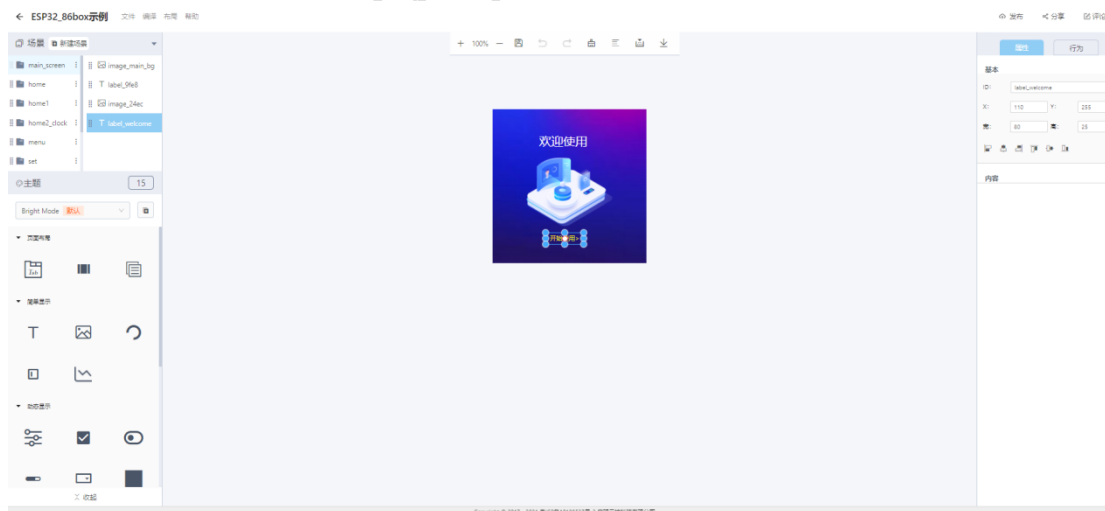 ESP32_86box示例 文件 编译 布局 帮助
发布 分享 评论
+ 100% −
场景 新建场景
main_screen
home
home1
home2_clock
menu
set
image_main_bg
T label_9fe8
image_24ec
T label_welcome
主题 15
Bright Mode 默认
页面布局
Tab
简单显示
T
动态显示
收起
欢迎使用
开始使用>
属性 行为
基本
ID: label_welcome
X: 110 Y: 255
宽: 80 高: 25
内容